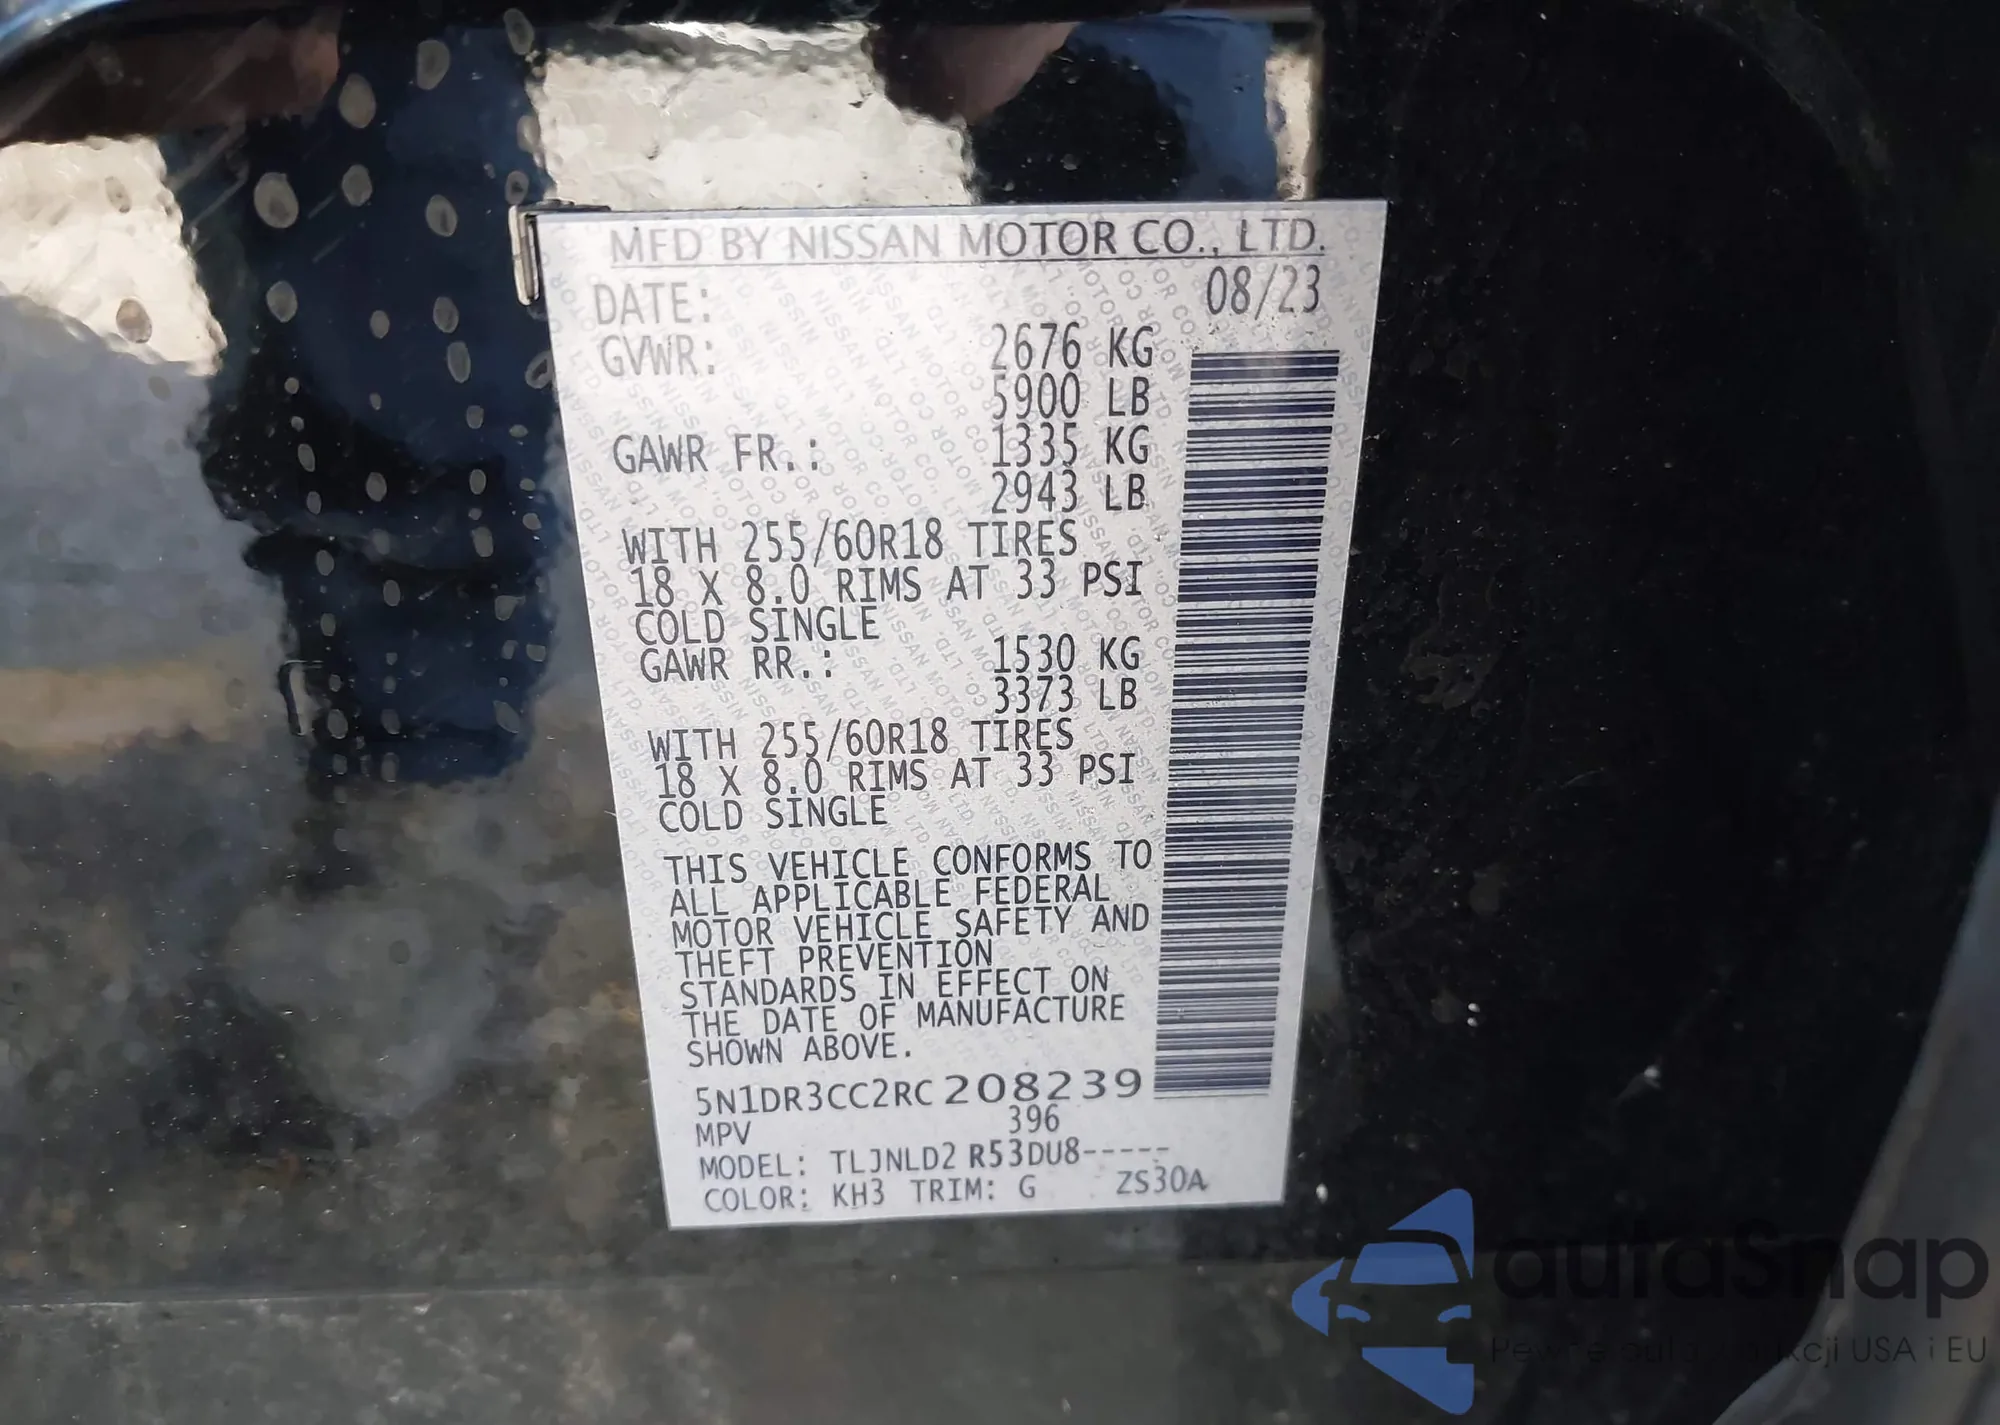 MFD BY NISSAN MOTOR CO., LTD.
DATE: 08/23
GVWR: 2676 KG
5900 LB
GAWR FR.: 1335 KG
2943 LB
WITH 255/60R18 TIRES
18 X 8.0 RIMS AT 33 PSI
COLD SINGLE
GAWR RR.: 1530 KG
3373 LB
WITH 255/60R18 TIRES
18 X 8.0 RIMS AT 33 PSI
COLD SINGLE
THIS VEHICLE CONFORMS TO
ALL APPLICABLE FEDERAL
MOTOR VEHICLE SAFETY AND
THEFT PREVENTION
STANDARDS IN EFFECT ON
THE DATE OF MANUFACTURE
SHOWN ABOVE.
5N1DR3CC2RC208239
MPV 396
MODEL: TLJNLD2 R53DU8-----
COLOR: KH3 TRIM: G ZS30A
autaSnap
USA i EU